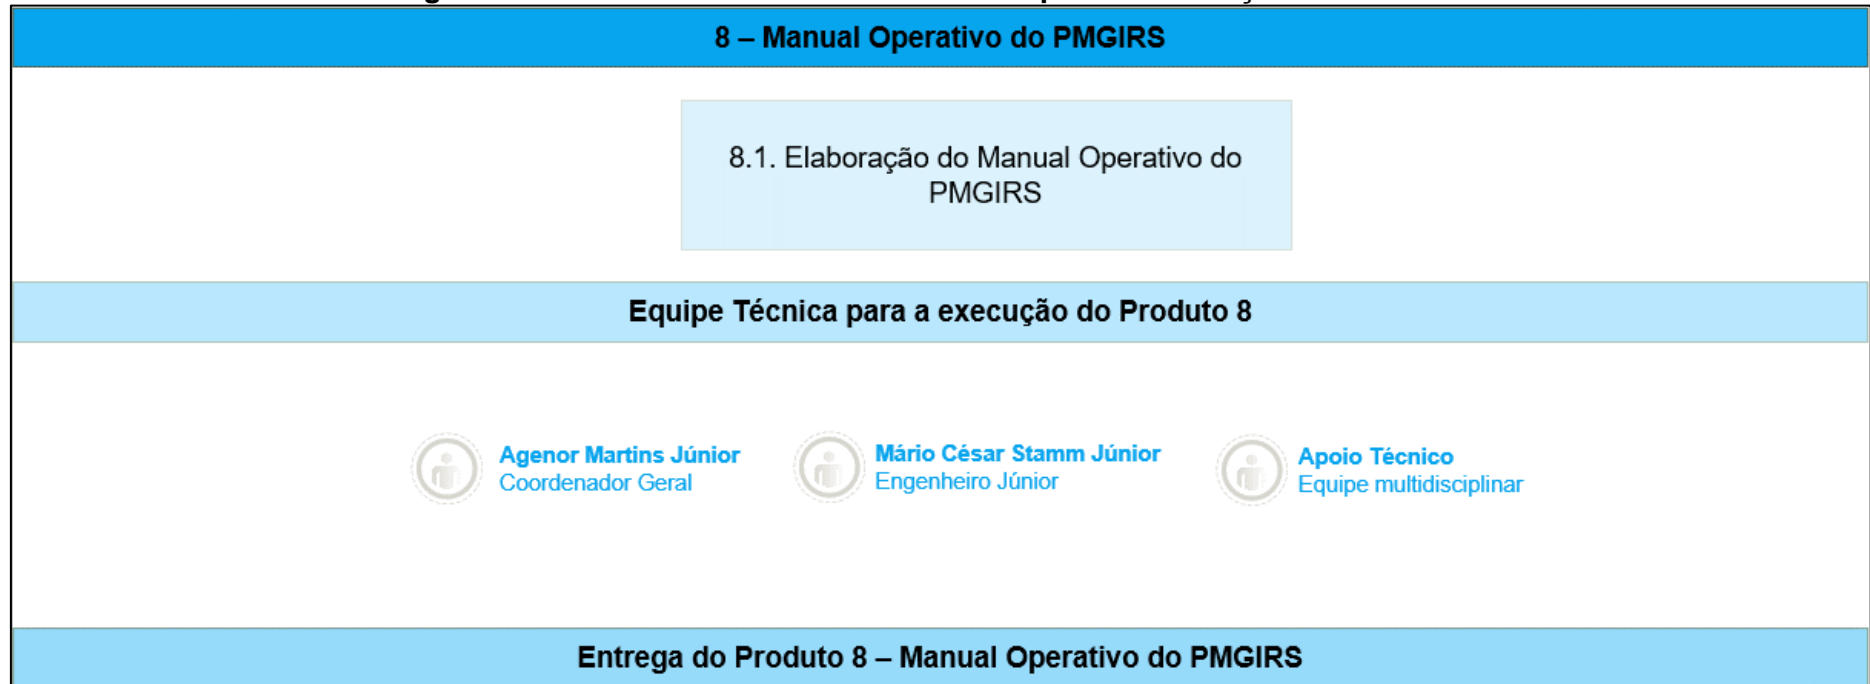 8 – Manual Operativo do PMGIRS
8.1. Elaboração do Manual Operativo do
PMGIRS
Equipe Técnica para a execução do Produto 8
Agenor Martins Júnior
Coordenador Geral
Mário César Stamm Júnior
Engenheiro Júnior
Apoio Técnico
Equipe multidisciplinar
Entrega do Produto 8 – Manual Operativo do PMGIRS